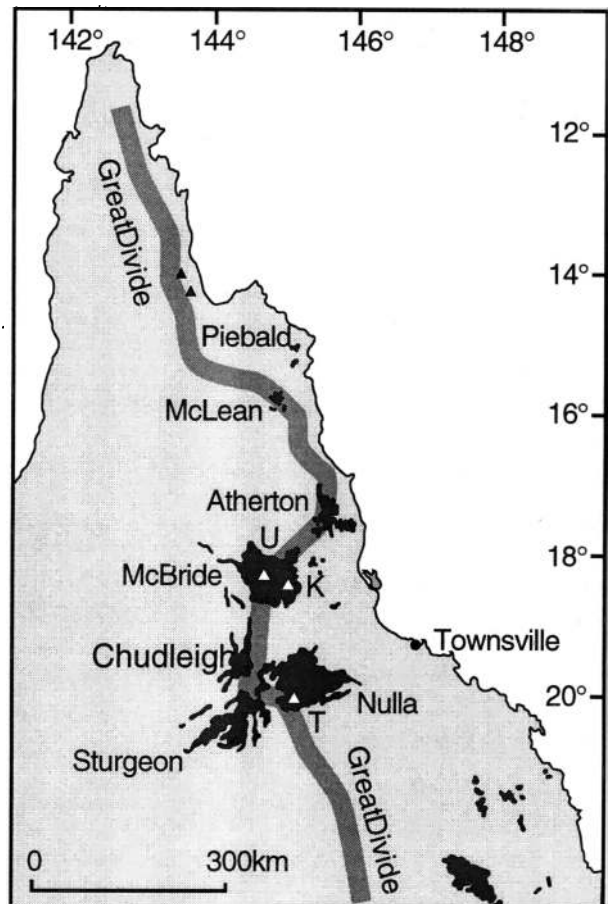 142° 144° 146° 148°
12°
GreatDivide
14°
Piebald
McLean
16°
Atherton
U
18°
McBride
K
Townsville
Chudleigh
20°
Nulla
T
Sturgeon
GreatDivide
0 300km